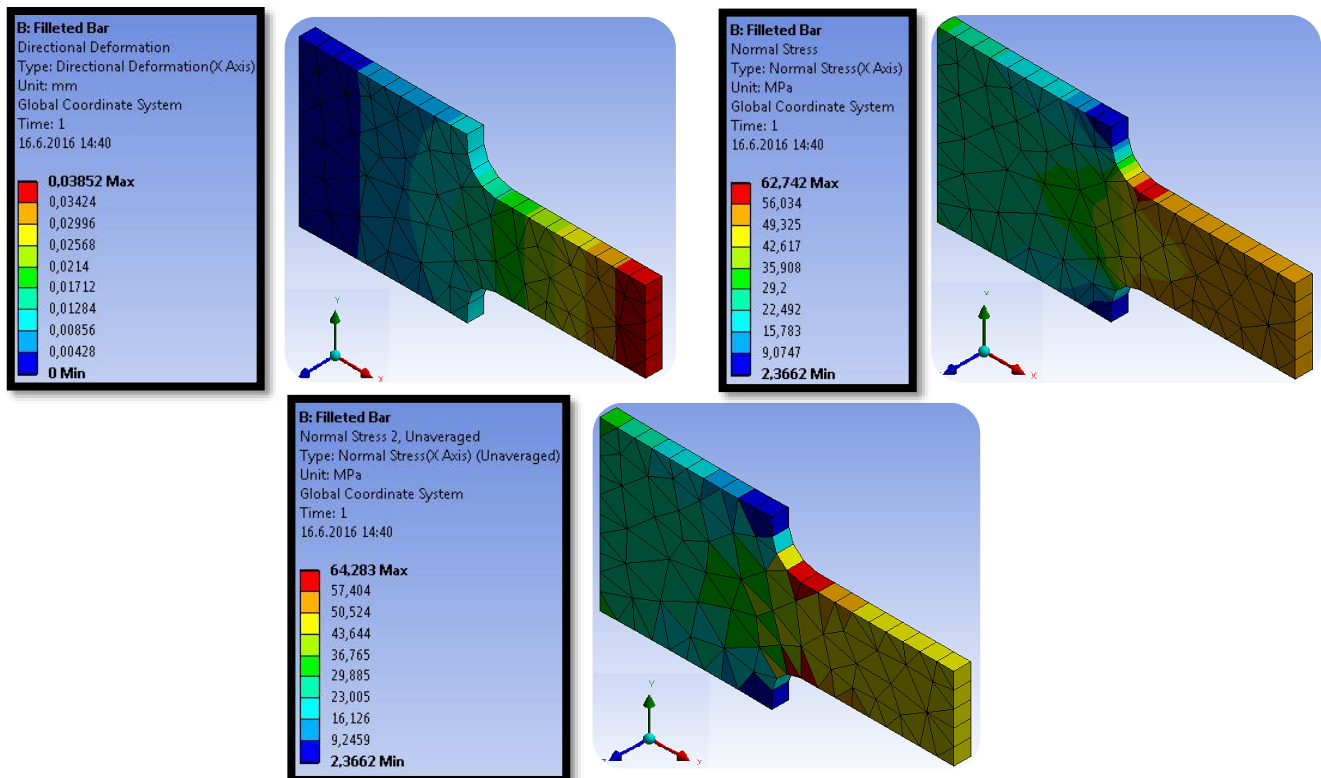 B: Filleted Bar
Directional Deformation
Type: Directional Deformation(X Axis)
Unit: mm
Global Coordinate System
Time: 1
16.6.2016 14:40
0,03852 Max
0,03424
0,02996
0,02568
0,0214
0,01712
0,01284
0,00856
0,00428
0 Min
Y
X
B: Filleted Bar
Normal Stress
Type: Normal Stress(X Axis)
Unit: MPa
Global Coordinate System
Time: 1
16.6.2016 14:40
62,742 Max
56,034
49,325
42,617
35,908
29,2
22,492
15,783
9,0747
2,3662 Min
Y
X
B: Filleted Bar
Normal Stress 2, Unaveraged
Type: Normal Stress(X Axis) (Unaveraged)
Unit: MPa
Global Coordinate System
Time: 1
16.6.2016 14:40
64,283 Max
57,404
50,524
43,644
36,765
29,885
23,005
16,126
9,2459
2,3662 Min
Y
X